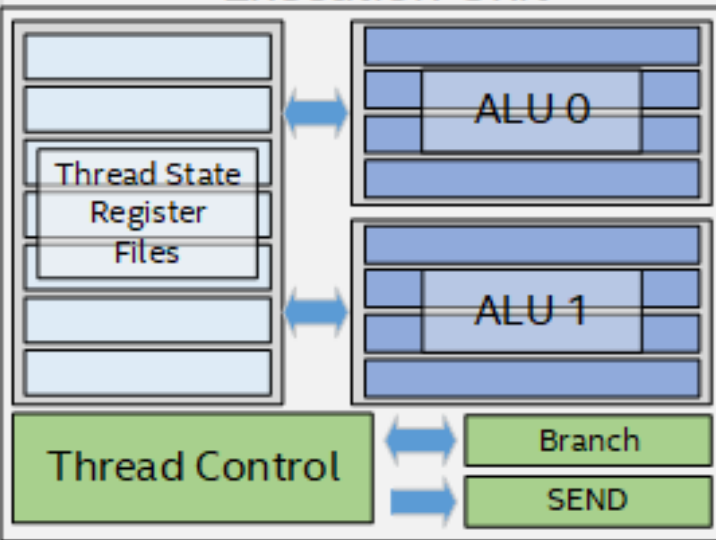 Thread State
Register
Files
ALU 0
ALU 1
Thread Control
Branch
SEND